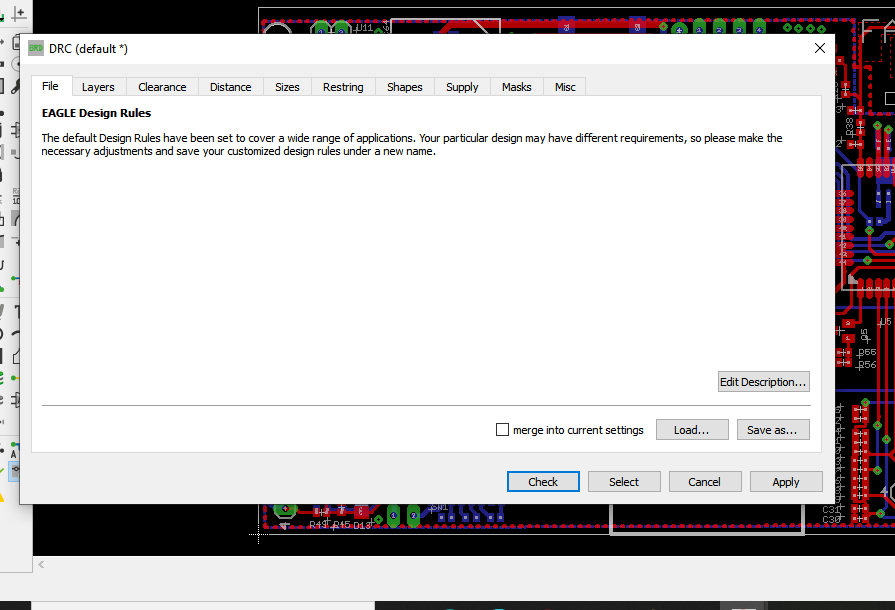 U11
DRC (default *)
File Layers Clearance Distance Sizes Restring Shapes Supply Masks Misc
EAGLE Design Rules
The default Design Rules have been set to cover a wide range of applications. Your particular design may have different requirements, so please make the
necessary adjustments and save your customized design rules under a new name.
R38
U5
Q5
R55
R56
Edit Description...
merge into current settings Load... Save as...
Check Select Cancel Apply
SW1
R49 R45 D13
C31
C30